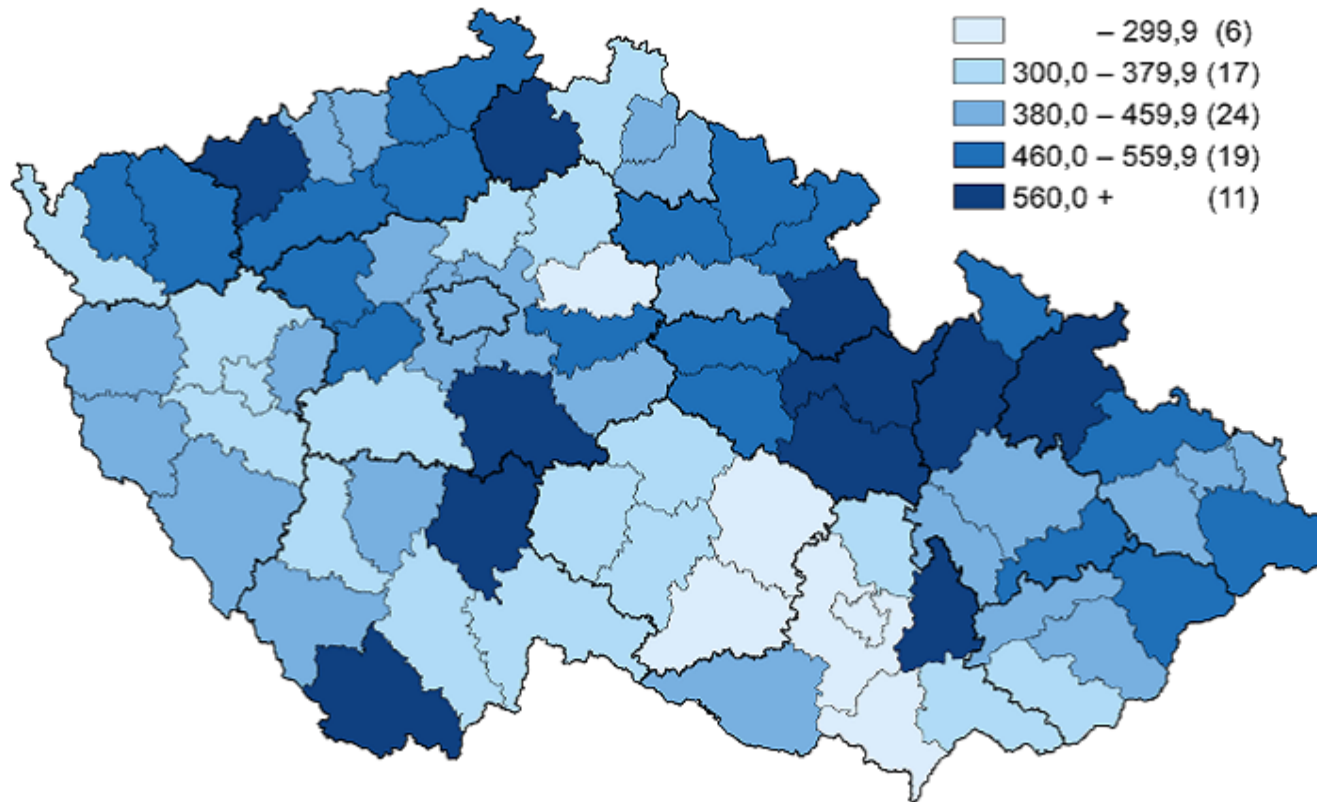 – 299,9 (6)
300,0 – 379,9 (17)
380,0 – 459,9 (24)
460,0 – 559,9 (19)
560,0 + (11)